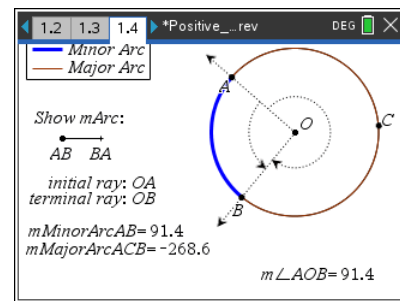 1.2 1.3 1.4 *Positive_...rev DEG
Minor Arc
Major Arc
A
Show mArc:
O
C
AB BA
initial ray: OA
terminal ray: OB
B
mMinorArcAB=91.4
mMajorArcACB=-268.6
m∠AOB=91.4